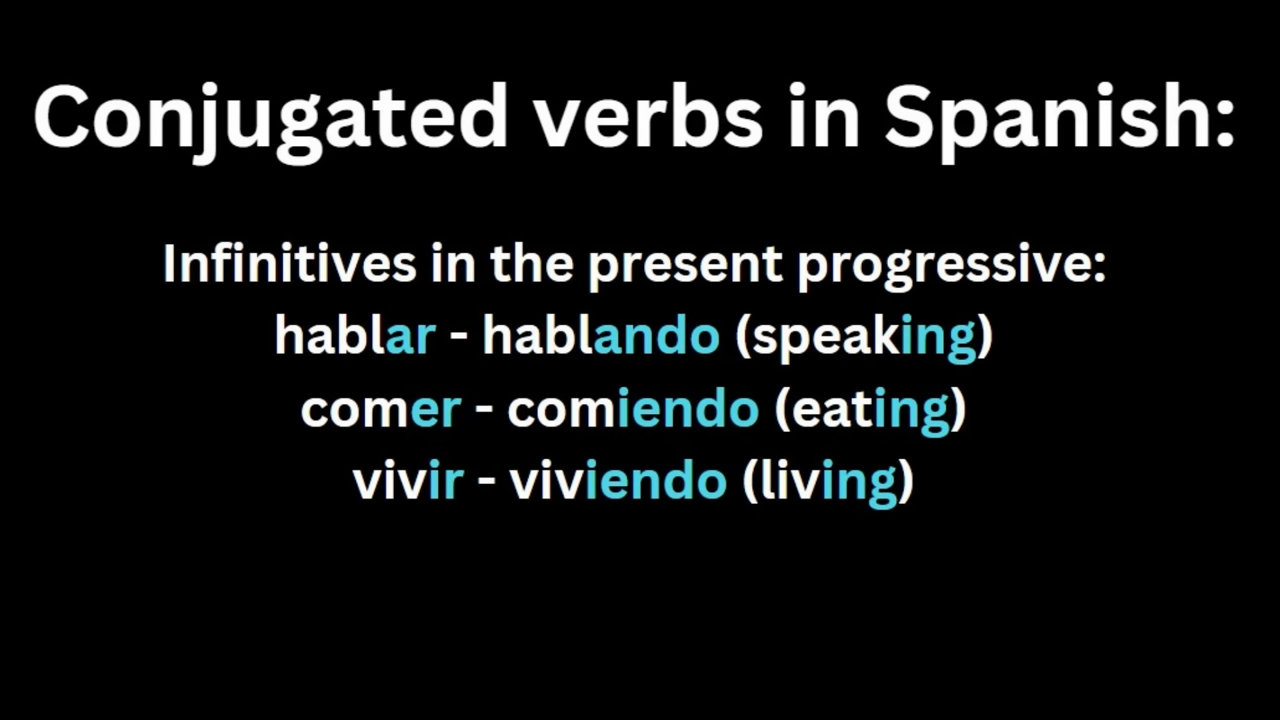 Conjugated verbs in Spanish:
Infinitives in the present progressive:
hablar - hablando (speaking)
comer - comiendo (eating)
vivir - viviendo (living)